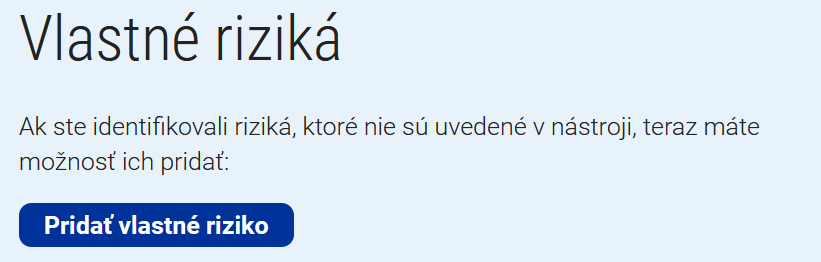 Vlastné riziká
Ak ste identifikovali riziká, ktoré nie sú uvedené v nástroji, teraz máte
možnosť ich pridať:
Pridať vlastné riziko